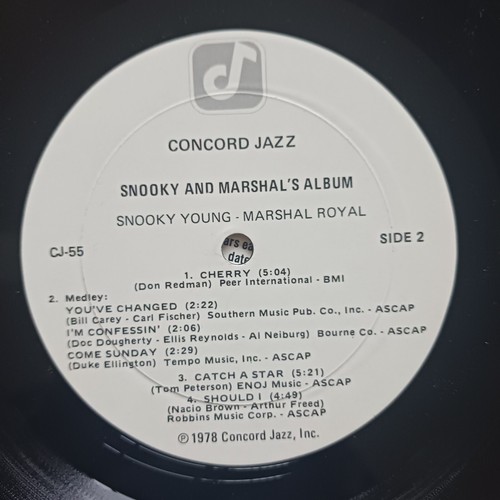 CONCORD JAZZ
SNOOKY AND MARSHAL'S ALBUM
SNOOKY YOUNG - MARSHAL ROYAL
CJ-55
SIDE 2
ars ea
date
1. CHERRY (5:04)
(Don Redman) Peer International - BMI
2. Medley:
YOU'VE CHANGED (2:22)
(Bill Carey - Carl Fischer) Southern Music Pub. Co., Inc. - ASCAP
I'M CONFESSIN' (2:06)
(Doc Dougherty - Ellis Reynolds - Al Neiburg) Bourne Co. - ASCAP
COME SUNDAY (2:29)
(Duke Ellington) Tempo Music, Inc. - ASCAP
3. CATCH A STAR (5:21)
(Tom Peterson) ENOJ Music - ASCAP
4. SHOULD I (4:49)
(Nacio Brown - Arthur Freed)
Robbins Music Corp. - ASCAP
℗ 1978 Concord Jazz, Inc.